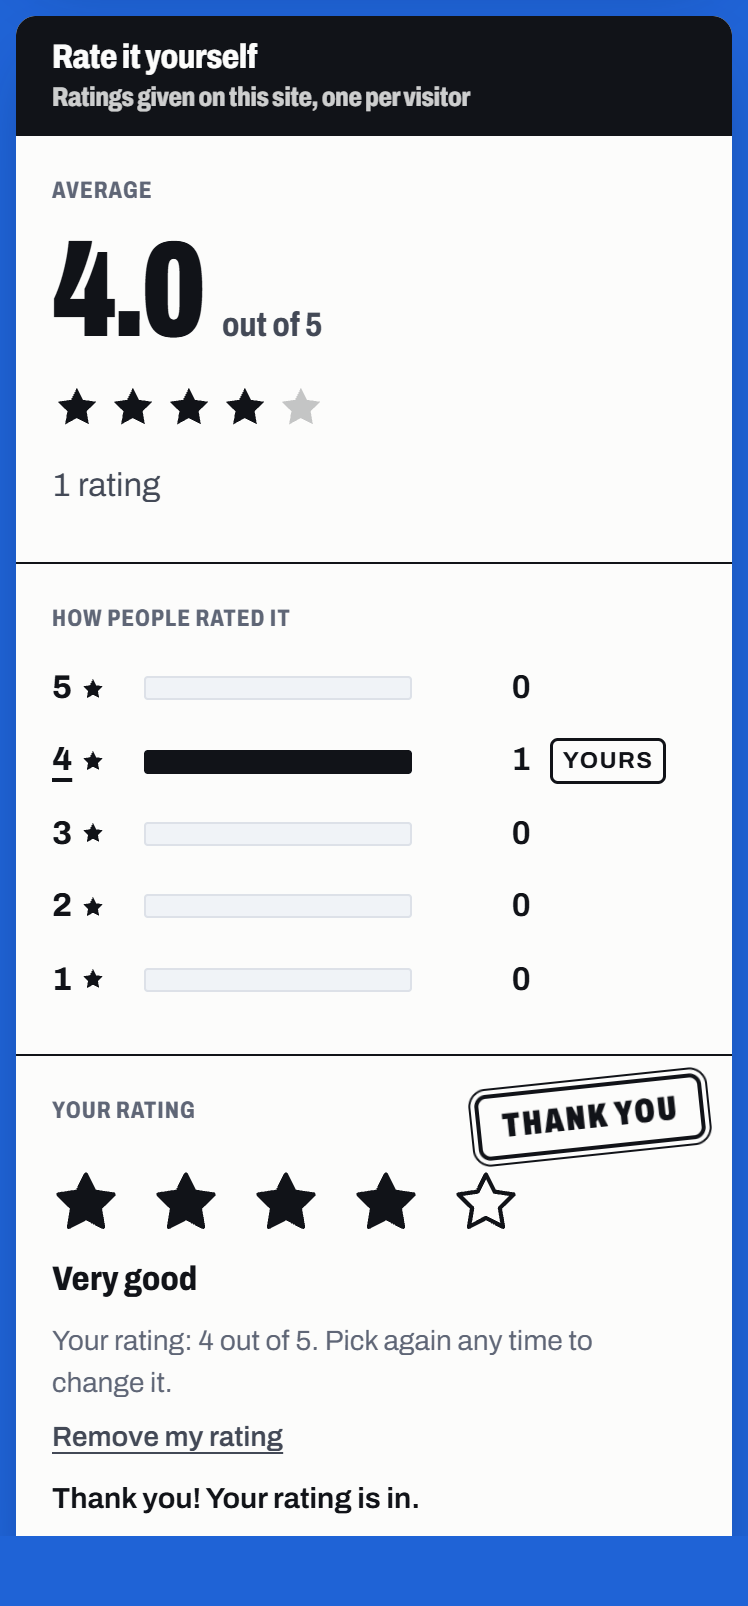 Rate it yourself
Ratings given on this site, one per visitor
AVERAGE
4.0 out of 5
1 rating
HOW PEOPLE RATED IT
5 0
4 1 YOURS
3 0
2 0
1 0
YOUR RATING
THANK YOU
Very good
Your rating: 4 out of 5. Pick again any time to
change it.
Remove my rating
Thank you! Your rating is in.